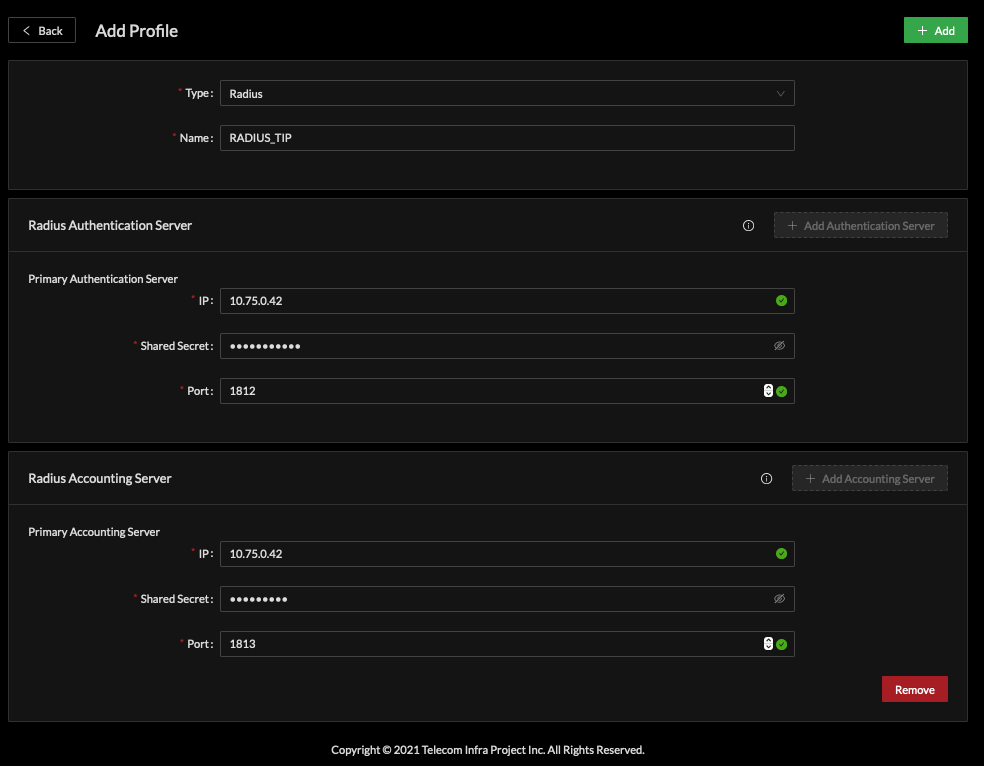 Back
Add Profile
+ Add
* Type :
Radius
* Name :
RADIUS_TIP
Radius Authentication Server
+ Add Authentication Server
Primary Authentication Server
* IP :
10.75.0.42
* Shared Secret :
•••••••••••
* Port :
1812
Radius Accounting Server
+ Add Accounting Server
Primary Accounting Server
* IP :
10.75.0.42
* Shared Secret :
•••••••••
* Port :
1813
Remove
Copyright © 2021 Telecom Infra Project Inc. All Rights Reserved.